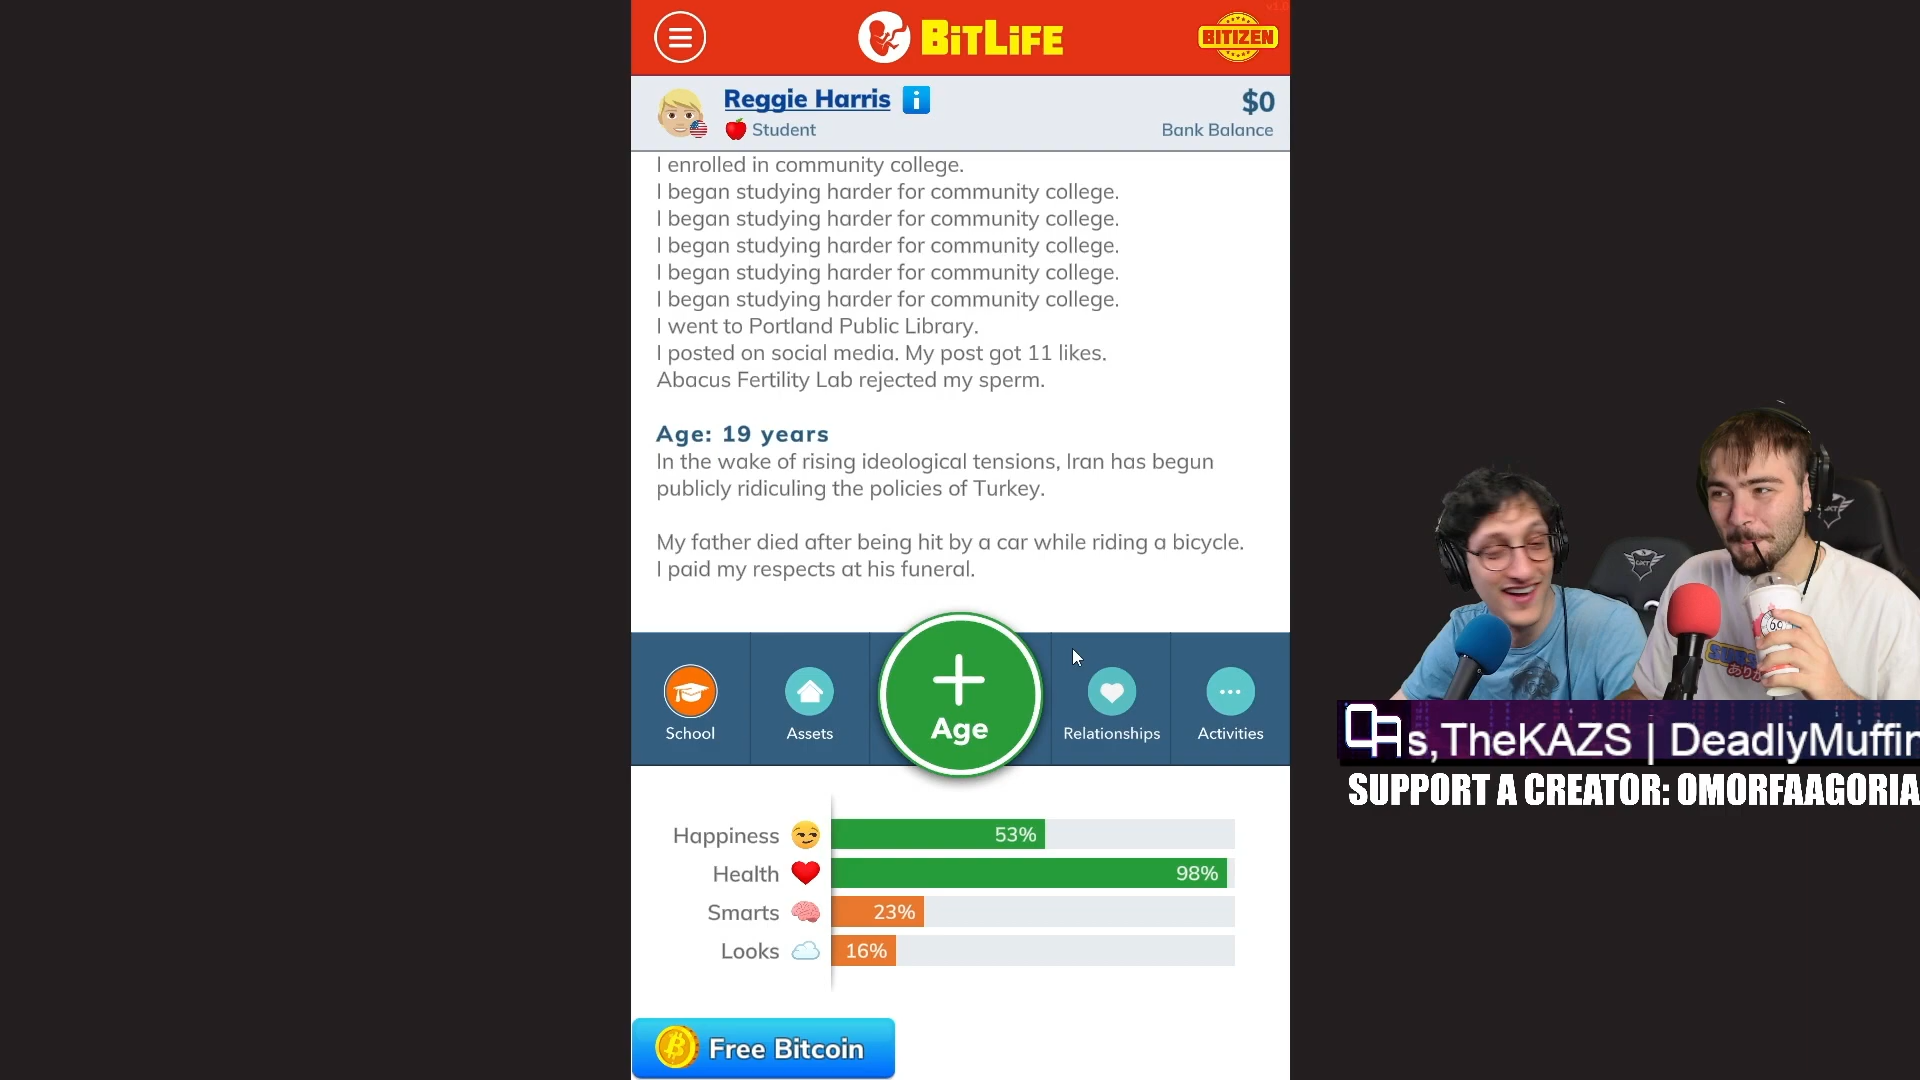 v1.0
BITLIFE
BITIZEN
Reggie Harris
$0
Student
Bank Balance
I enrolled in community college.
I began studying harder for community college.
I began studying harder for community college.
I began studying harder for community college.
I began studying harder for community college.
I began studying harder for community college.
I went to Portland Public Library.
I posted on social media. My post got 11 likes.
Abacus Fertility Lab rejected my sperm.
Age: 19 years
In the wake of rising ideological tensions, Iran has begun
publicly ridiculing the policies of Turkey.
My father died after being hit by a car while riding a bicycle.
I paid my respects at his funeral.
School
Assets
Age
Relationships
Activities
s,TheKAZS | DeadlyMuffin
SUPPORT A CREATOR: OMORFAAGORIA
Happiness 53%
Health 98%
Smarts 23%
Looks 16%
Free Bitcoin